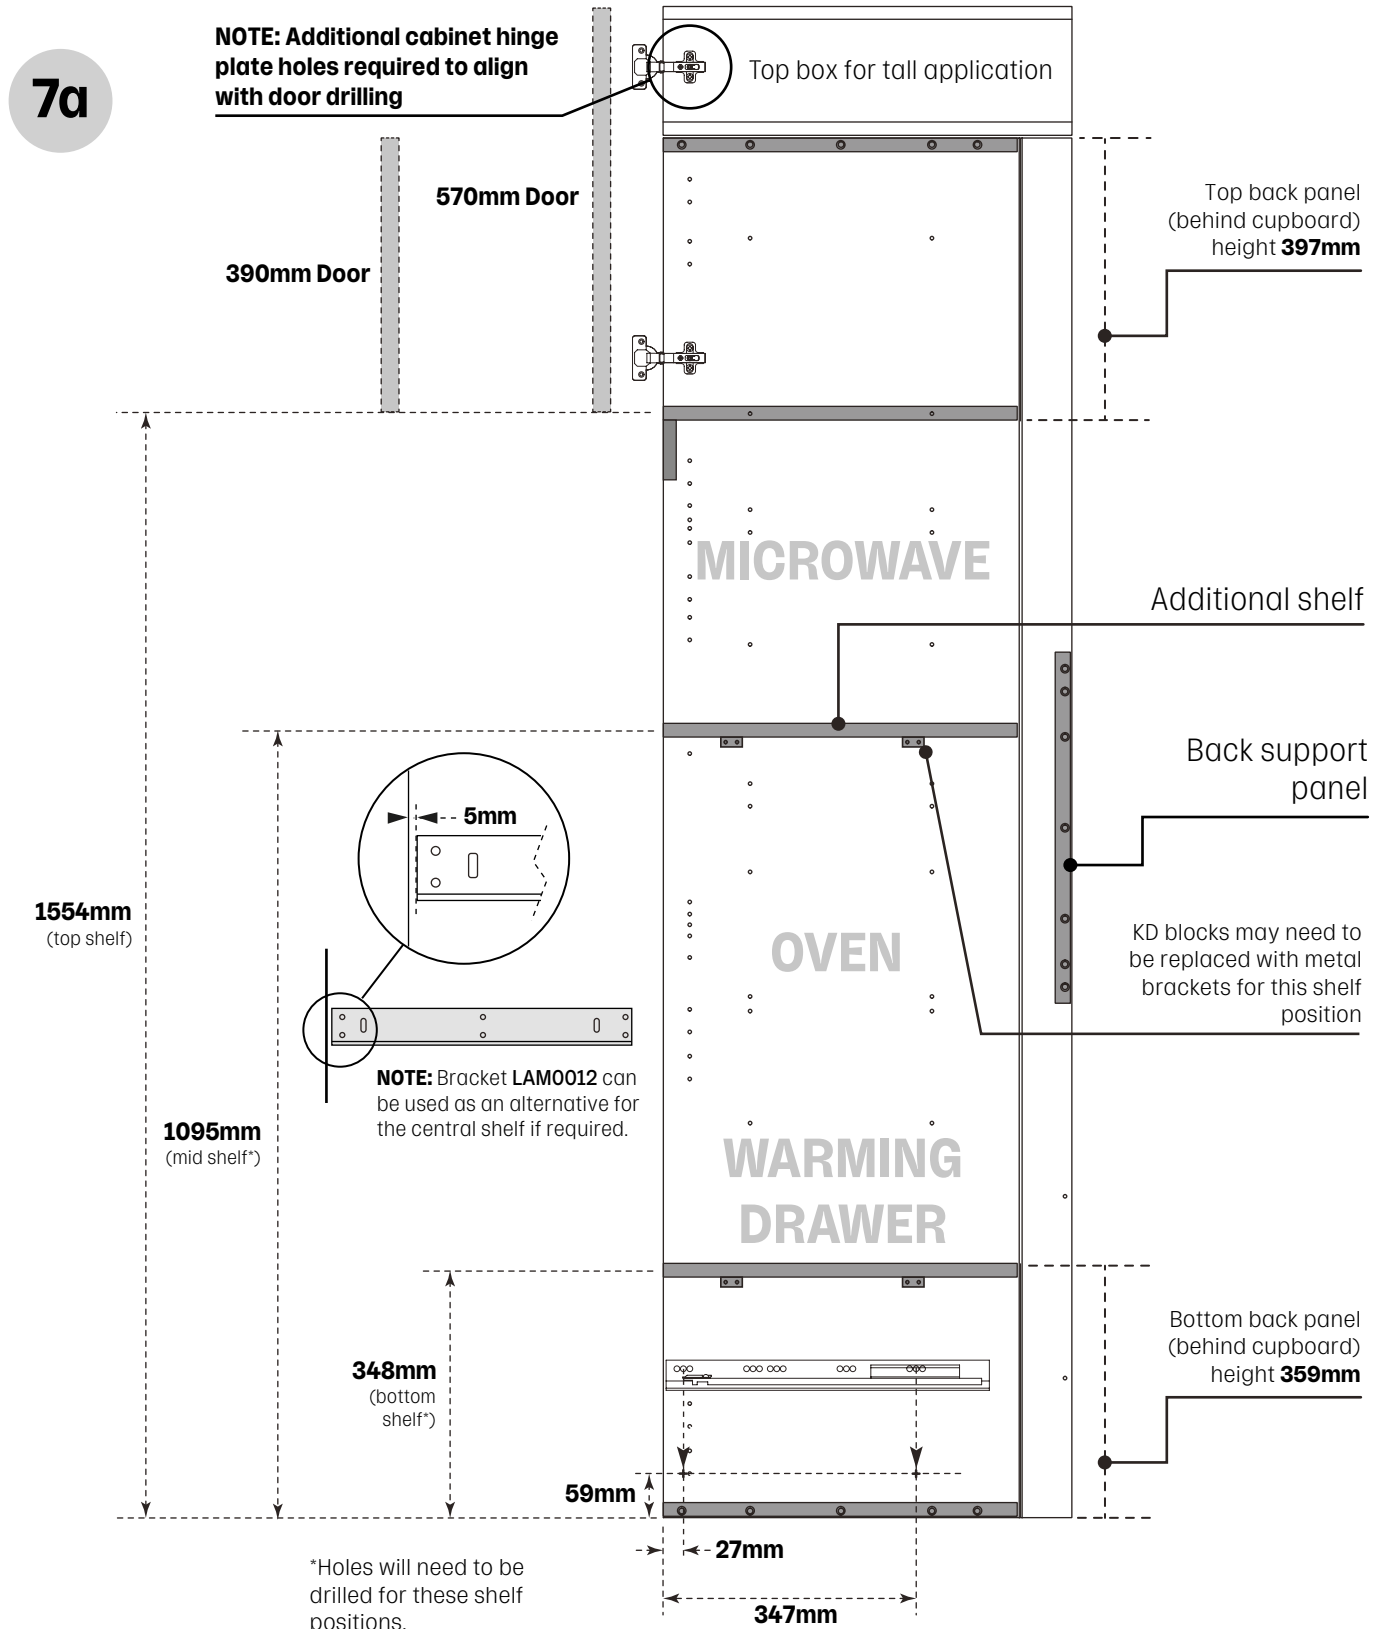 7a
NOTE: Additional cabinet hinge
plate holes required to align
with door drilling
Top box for tall application
570mm Door
390mm Door
Top back panel
(behind cupboard)
height 397mm
MICROWAVE
Additional shelf
Back support
panel
5mm
1554mm
(top shelf)
OVEN
KD blocks may need to
be replaced with metal
brackets for this shelf
position
NOTE: Bracket LAM0012 can
be used as an alternative for
the central shelf if required.
1095mm
(mid shelf*)
WARMING
DRAWER
348mm
(bottom
shelf*)
Bottom back panel
(behind cupboard)
height 359mm
59mm
27mm
347mm
*Holes will need to be
drilled for these shelf
positions.